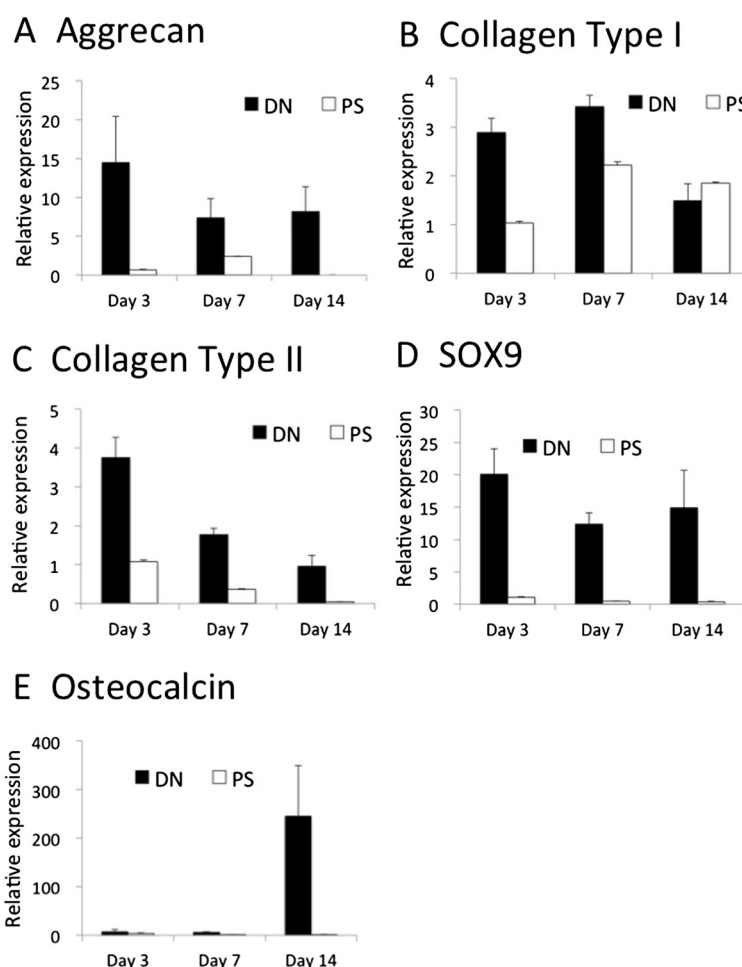 A Aggrecan
Relative expression
25
20
15
10
5
0
DN PS
Day 3 Day 7 Day 14
B Collagen Type I
Relative expression
4
3
2
1
0
DN PS
Day 3 Day 7 Day 14
C Collagen Type II
Relative expression
5
4
3
2
1
0
DN PS
Day 3 Day 7 Day 14
D SOX9
Relative expression
30
25
20
15
10
5
0
DN PS
Day 3 Day 7 Day 14
E Osteocalcin
Relative expression
400
300
200
100
0
DN PS
Day 3 Day 7 Day 14